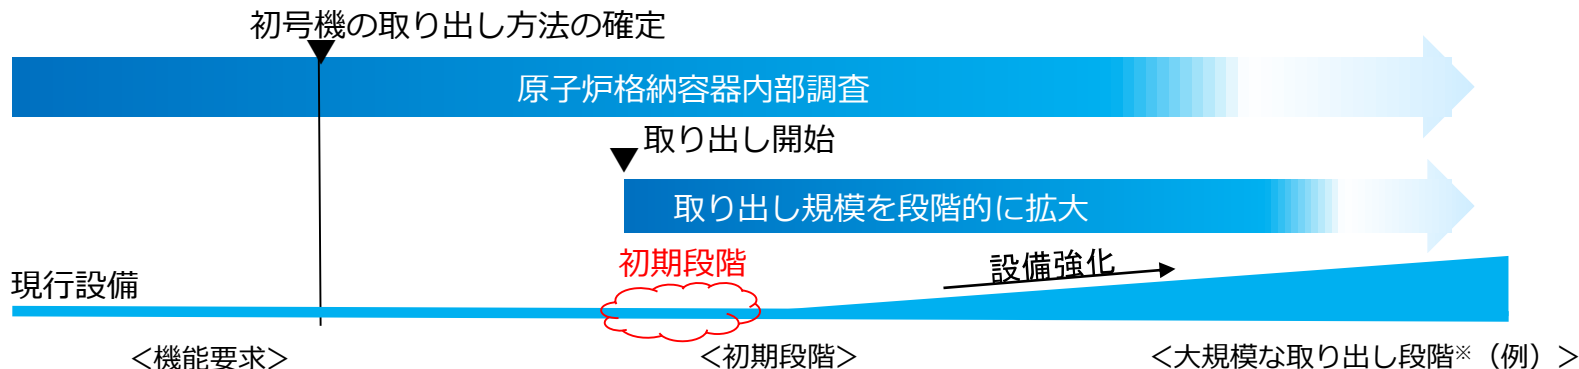 初号機の取り出し方法の確定
原子炉格納容器内部調査
取り出し開始
取り出し規模を段階的に拡大
初期段階
設備強化
現行設備
＜機能要求＞
＜初期段階＞
＜大規模な取り出し段階※（例）＞